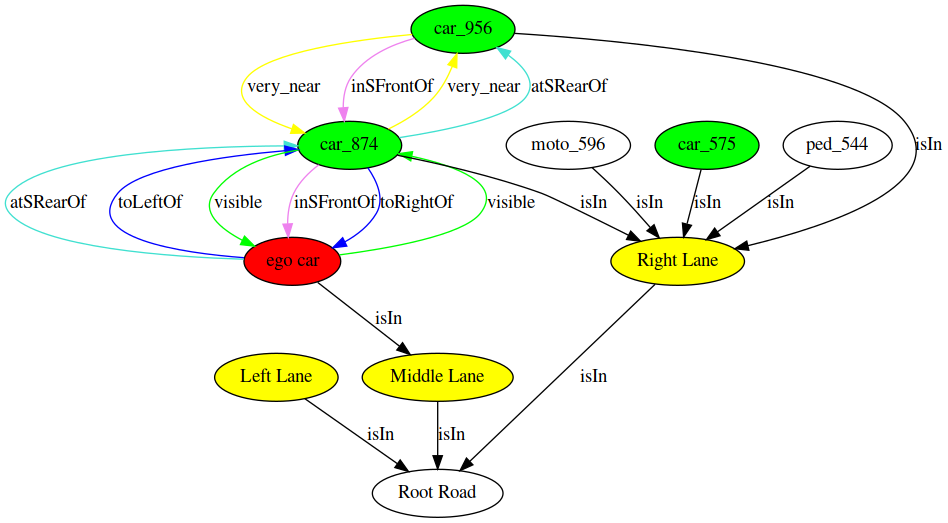 car_956
very_near
inSFrontOf
very_near
atSRearOf
car_874
moto_596
car_575
ped_544
isIn
atSRearOf
toLeftOf
visible
inSFrontOf
toRightOf
visible
isIn
isIn
isIn
isIn
ego car
Right Lane
isIn
Left Lane
Middle Lane
isIn
isIn
isIn
Root Road